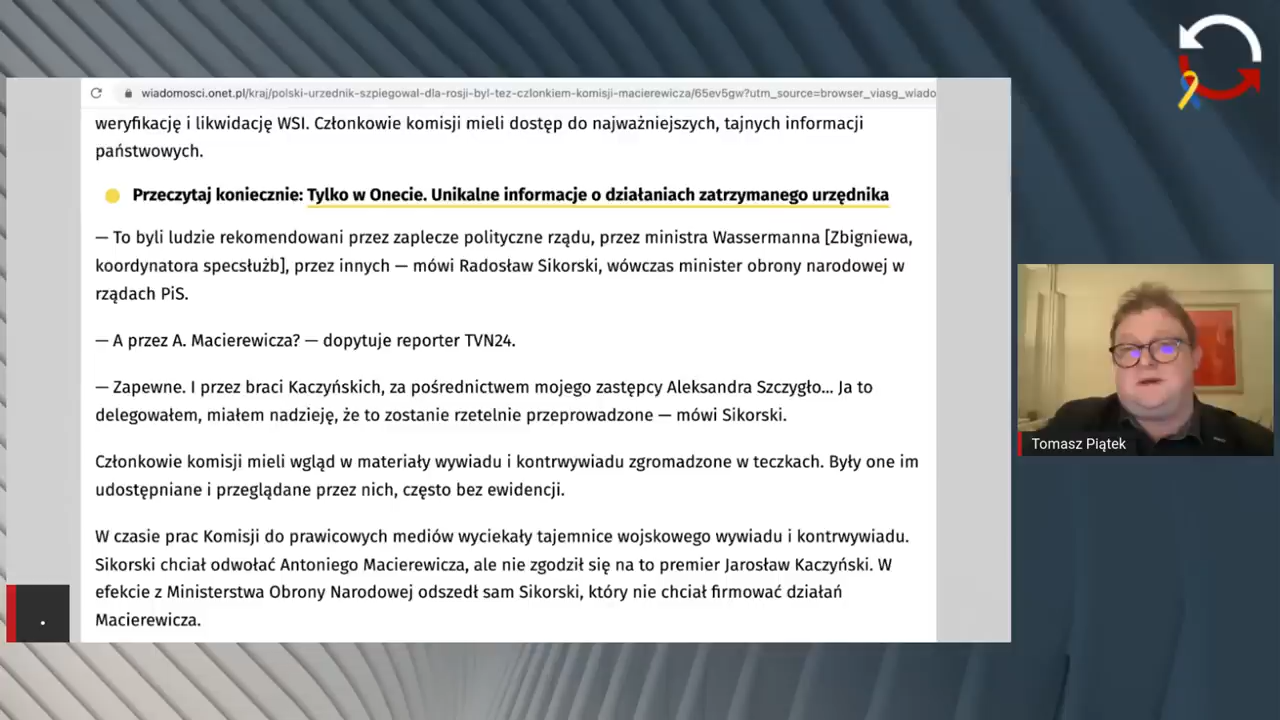 wiadomosci.onet.pl/kraj/polski-urzednik-szpiegowal-dla-rosji-byl-tez-czlonkiem-komisji-macierewicza/65ev5gw?utm_source=browser_viasg_wiado
weryfikację i likwidację WSI. Członkowie komisji mieli dostęp do najważniejszych, tajnych informacji
państwowych.
Przeczytaj koniecznie: Tylko w Onecie. Unikalne informacje o działaniach zatrzymanego urzędnika
— To byli ludzie rekomendowani przez zaplecze polityczne rządu, przez ministra Wassermanna [Zbigniewa,
koordynatora specsłużb], przez innych — mówi Radosław Sikorski, wówczas minister obrony narodowej w
rządach PiS.
— A przez A. Macierewicza? — dopytuje reporter TVN24.
— Zapewne. I przez braci Kaczyńskich, za pośrednictwem mojego zastępcy Aleksandra Szczygło... Ja to
delegowałem, miałem nadzieję, że to zostanie rzetelnie przeprowadzone — mówi Sikorski.
Członkowie komisji mieli wgląd w materiały wywiadu i kontrwywiadu zgromadzone w teczkach. Były one im
udostępniane i przeglądane przez nich, często bez ewidencji.
W czasie prac Komisji do prawicowych mediów wyciekały tajemnice wojskowego wywiadu i kontrwywiadu.
Sikorski chciał odwołać Antoniego Macierewicza, ale nie zgodził się na to premier Jarosław Kaczyński. W
efekcie z Ministerstwa Obrony Narodowej odszedł sam Sikorski, który nie chciał firmować działań
Macierewicza.
.
Tomasz Piątek